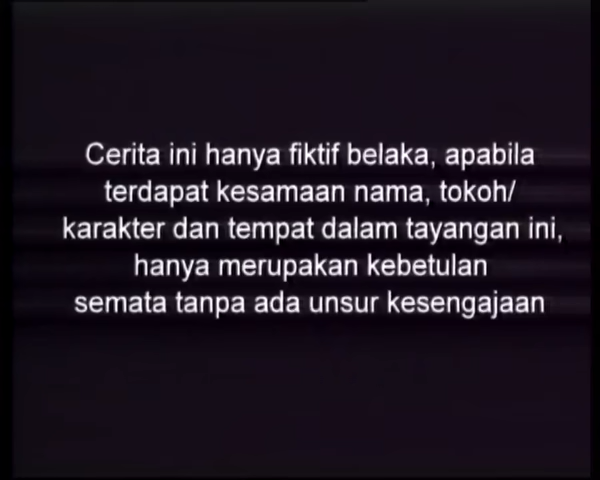 Cerita ini hanya fiktif belaka, apabila
terdapat kesamaan nama, tokoh/
karakter dan tempat dalam tayangan ini,
hanya merupakan kebetulan
semata tanpa ada unsur kesengajaan